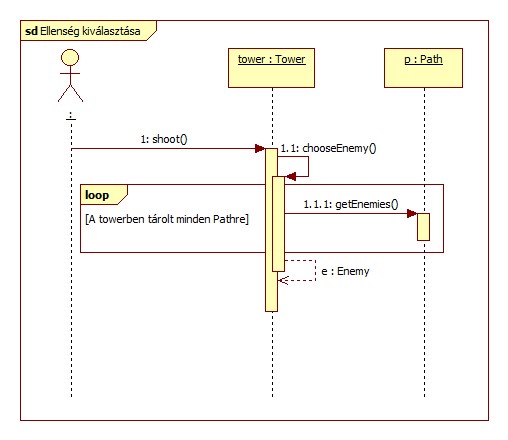 sd Ellenség kiválasztása
tower : Tower
p : Path
:
1: shoot()
1.1: chooseEnemy()
loop
[A towerben tárolt minden Pathre]
1.1.1: getEnemies()
e : Enemy